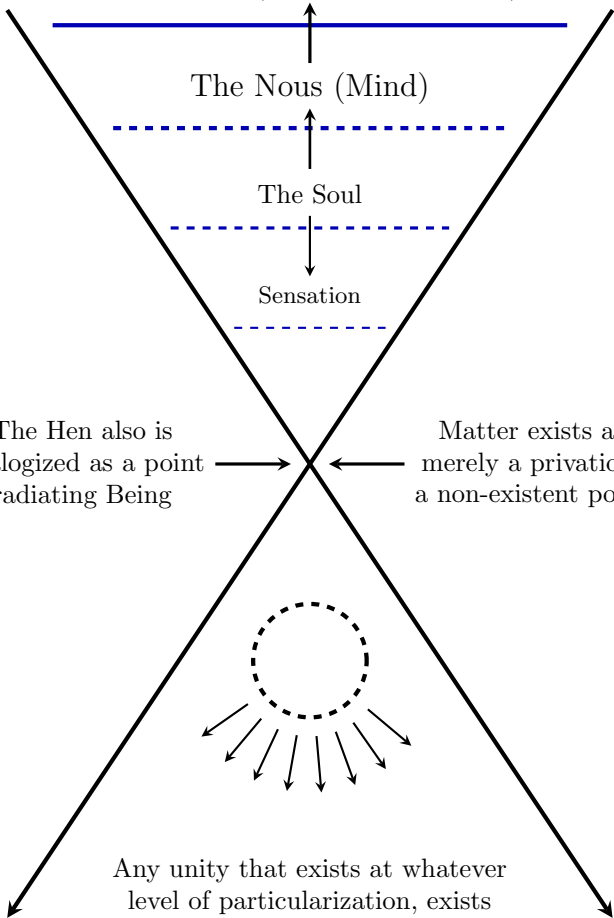 The Nous (Mind)
The Soul
Sensation
The Hen also is
logized as a point
radiating Being
Matter exists a
merely a privatio
a non-existent po
Any unity that exists at whatever
level of particularization, exists